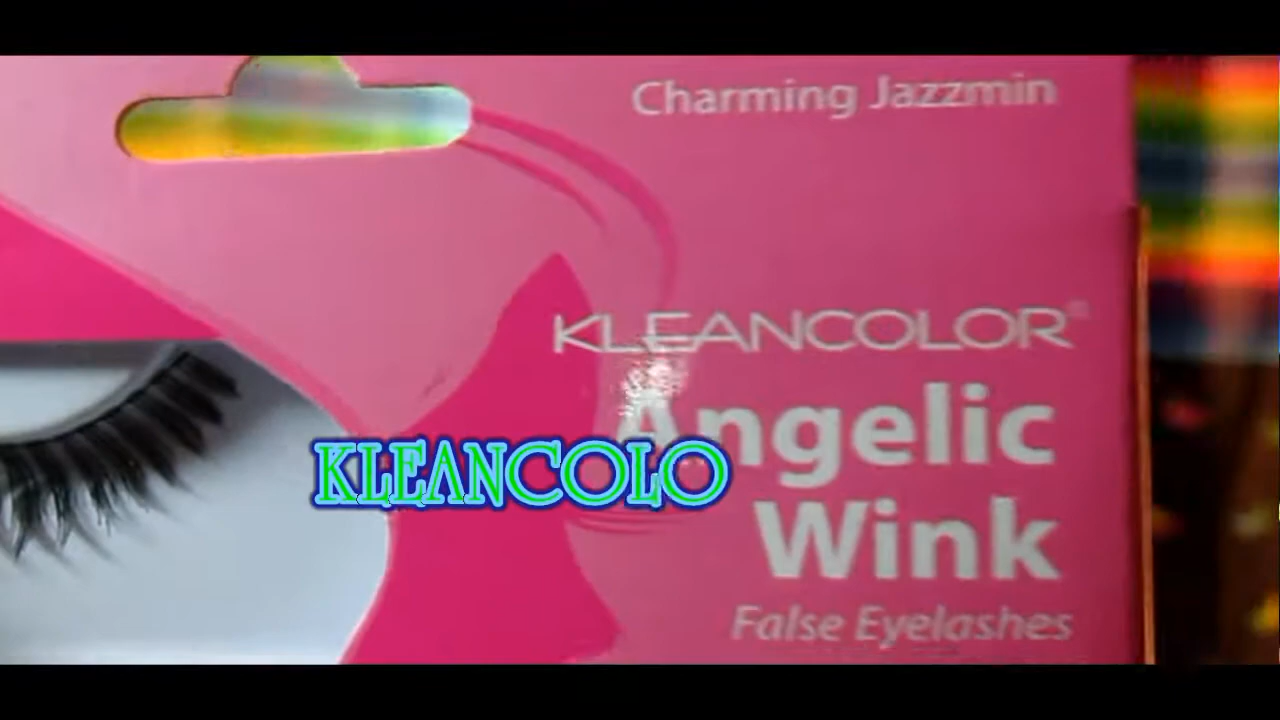 Charming Jazzmin
KLEANCOLOR®
Angelic
Wink
False Eyelashes
KLEANCOLO